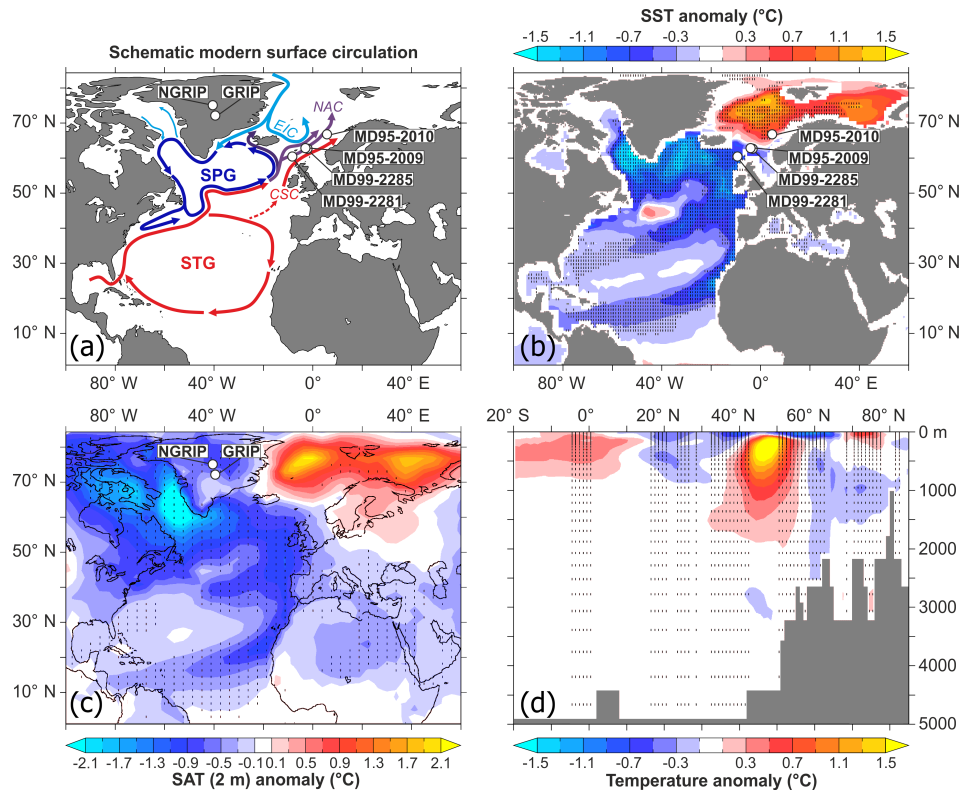 SST anomaly (°C)
-1.5 -1.1 -0.7 -0.3 0.3 0.7 1.1 1.5
Schematic modern surface circulation
70° N
50° N
30° N
10° N
NGRIP GRIP
NAC
EIC
MD95-2010
MD95-2009
MD99-2285
MD99-2281
SPG
CSC
STG
(a)
80° W 40° W 0° 40° E
70° N
50° N
30° N
10° N
MD95-2010
MD95-2009
MD99-2285
MD99-2281
(b)
80° W 40° W 0° 40° E
70° N
50° N
30° N
10° N
NGRIP GRIP
(c)
-2.1 -1.7 -1.3 -0.9 -0.5 -0.1 0.1 0.5 0.9 1.3 1.7 2.1
SAT (2 m) anomaly (°C)
20° S 0° 20° N 40° N 60° N 80° N
0 m
1000
2000
3000
4000
5000
(d)
-1.5 -1.1 -0.7 -0.3 0.3 0.7 1.1 1.5
Temperature anomaly (°C)